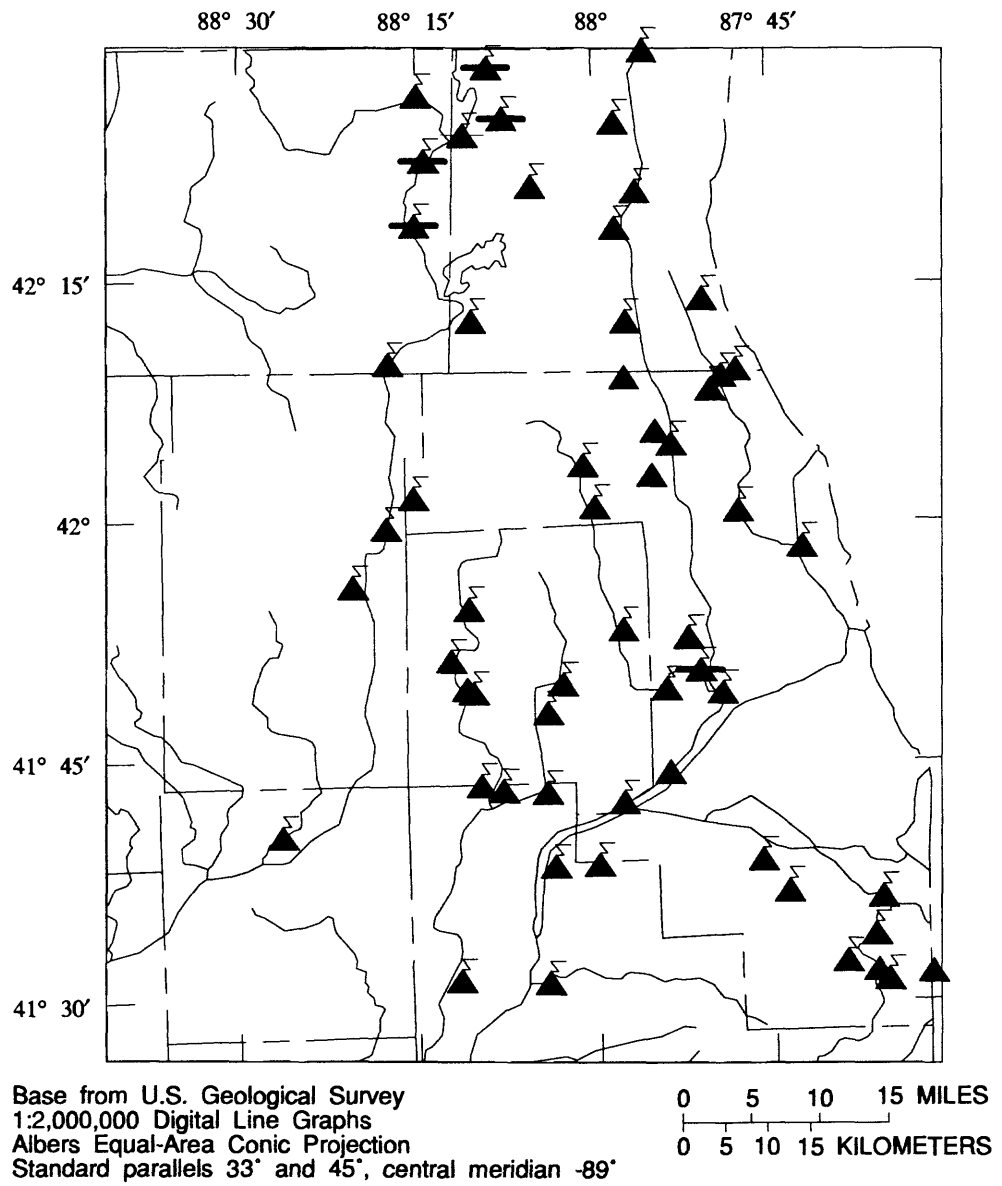 88° 30′ 88° 15′ 88° 87° 45′
42° 15′
42°
41° 45′
41° 30′
Base from U.S. Geological Survey
1:2,000,000 Digital Line Graphs
Albers Equal-Area Conic Projection
Standard parallels 33° and 45°, central meridian -89°
0 5 10 15 MILES
0 5 10 15 KILOMETERS